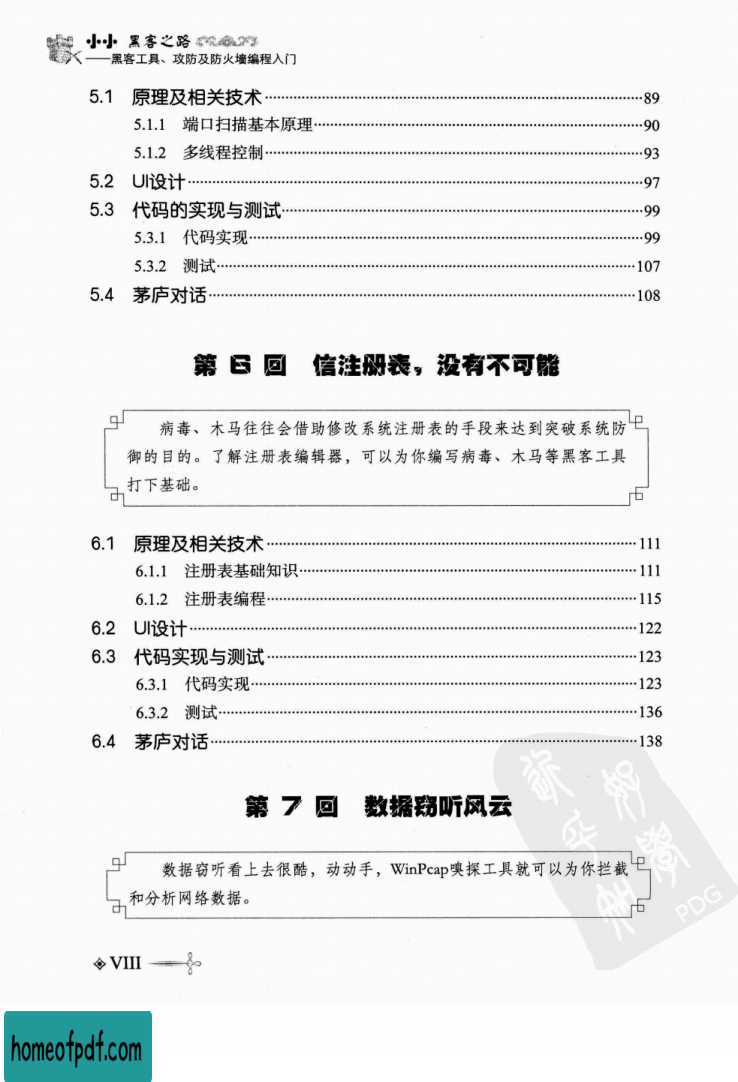 小小 黑客之路
——黑客工具、攻防及防火墙编程入门
5.1 原理及相关技术……89
5.1.1 端口扫描基本原理……90
5.1.2 多线程控制……93
5.2 UI设计……97
5.3 代码的实现与测试……99
5.3.1 代码实现……99
5.3.2 测试……107
5.4 茅庐对话……108
第 6 回 信注册表，没有不可能
病毒、木马往往会借助修改系统注册表的手段来达到突破系统防
御的目的。了解注册表编辑器，可以为你编写病毒、木马等黑客工具
打下基础。
6.1 原理及相关技术……111
6.1.1 注册表基础知识……111
6.1.2 注册表编程……115
6.2 UI设计……122
6.3 代码实现与测试……123
6.3.1 代码实现……123
6.3.2 测试……136
6.4 茅庐对话……138
第 7 回 数据窃听风云
数据窃听看上去很酷，动动手，WinPcap嗅探工具就可以为你拦截
和分析网络数据。
PDG
VIII
homeofpdf.com